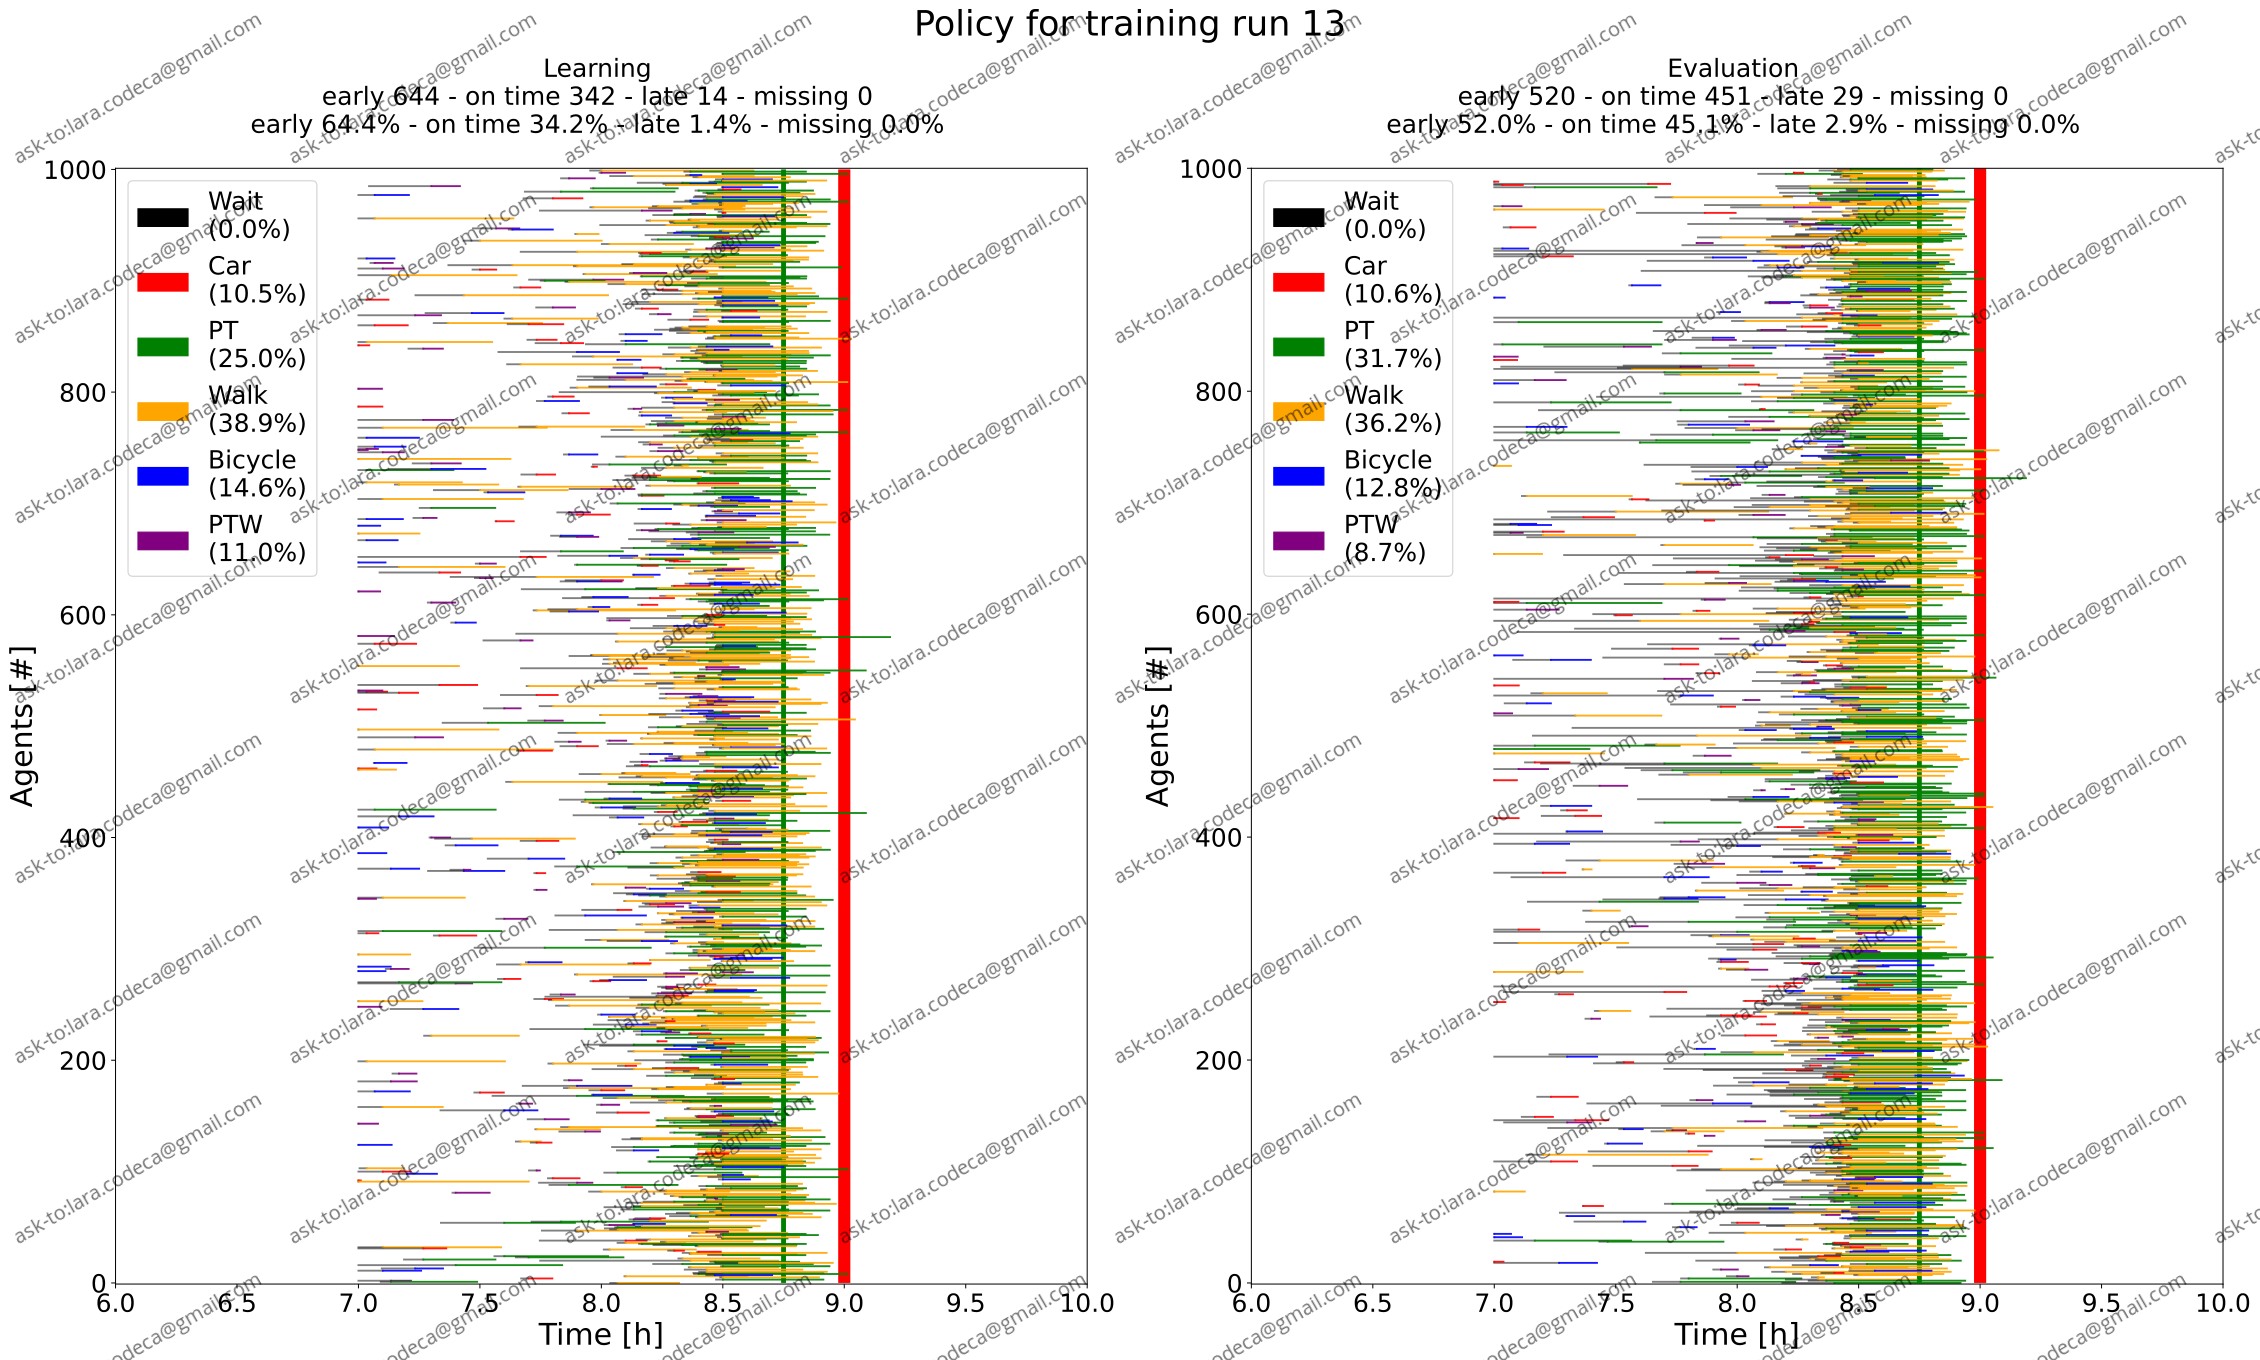 Policy for training run 13
Learning
early 644 - on time 342 - late 14 - missing 0
early 64.4% - on time 34.2% - late 1.4% - missing 0.0%
Agents [#]
1000
800
600
400
200
0
Wait
(0.0%)
Car
(10.5%)
PT
(25.0%)
Walk
(38.9%)
Bicycle
(14.6%)
PTW
(11.0%)
6.0 6.5 7.0 7.5 8.0 8.5 9.0 9.5 10.0
Time [h]
Evaluation
early 520 - on time 451 - late 29 - missing 0
early 52.0% - on time 45.1% - late 2.9% - missing 0.0%
Agents [#]
1000
800
600
400
200
0
Wait
(0.0%)
Car
(10.6%)
PT
(31.7%)
Walk
(36.2%)
Bicycle
(12.8%)
PTW
(8.7%)
6.0 6.5 7.0 7.5 8.0 8.5 9.0 9.5 10.0
Time [h]
ask-to:lara.codeca@gmail.com